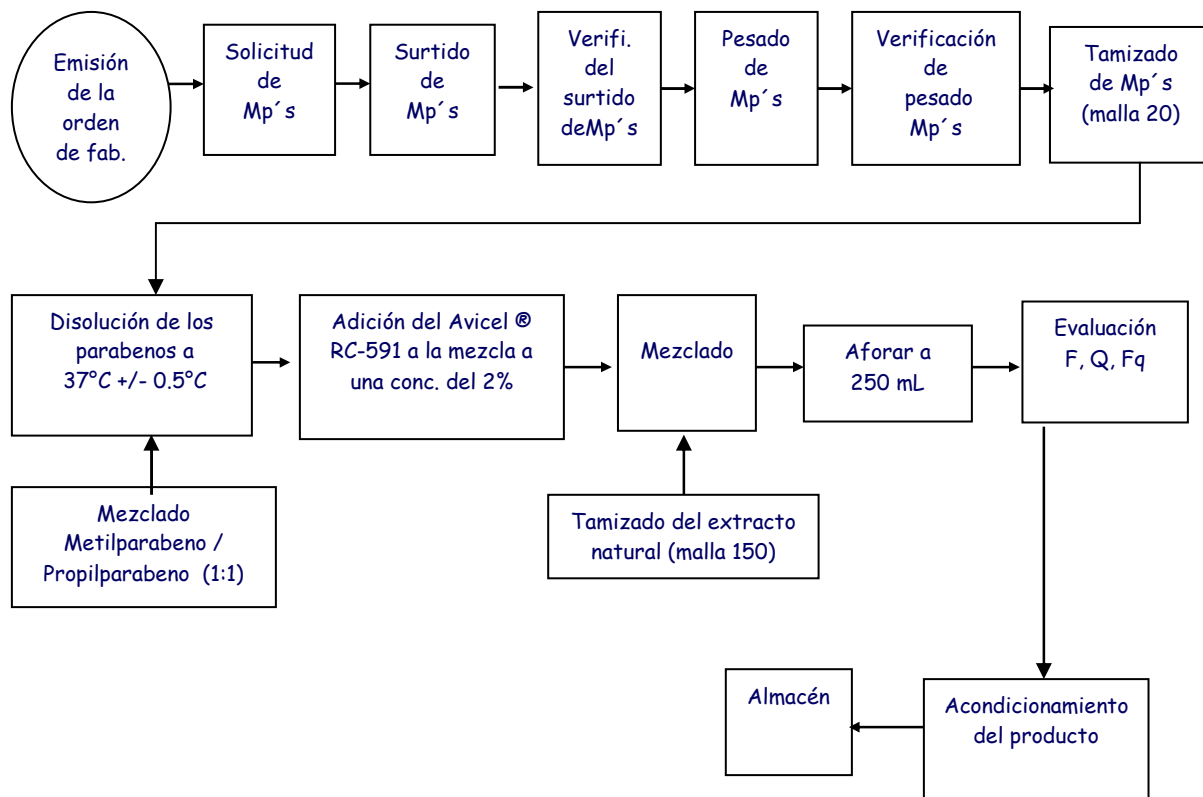 Emisión
de la
orden
de fab.
Solicitud
de
Mp´s
Surtido
de
Mp´s
Verifi.
del
surtido
deMp´s
Pesado
de
Mp´s
Verificación
de
pesado
Mp´s
Tamizado
de Mp´s
(malla 20)
Disolución de los
parabenos a
37°C +/- 0.5°C
Adición del Avicel ®
RC-591 a la mezcla a
una conc. del 2%
Mezclado
Aforar a
250 mL
Evaluación
F, Q, Fq
Mezclado
Metilparabeno /
Propilparabeno (1:1)
Tamizado del extracto
natural (malla 150)
Almacén
Acondicionamiento
del producto